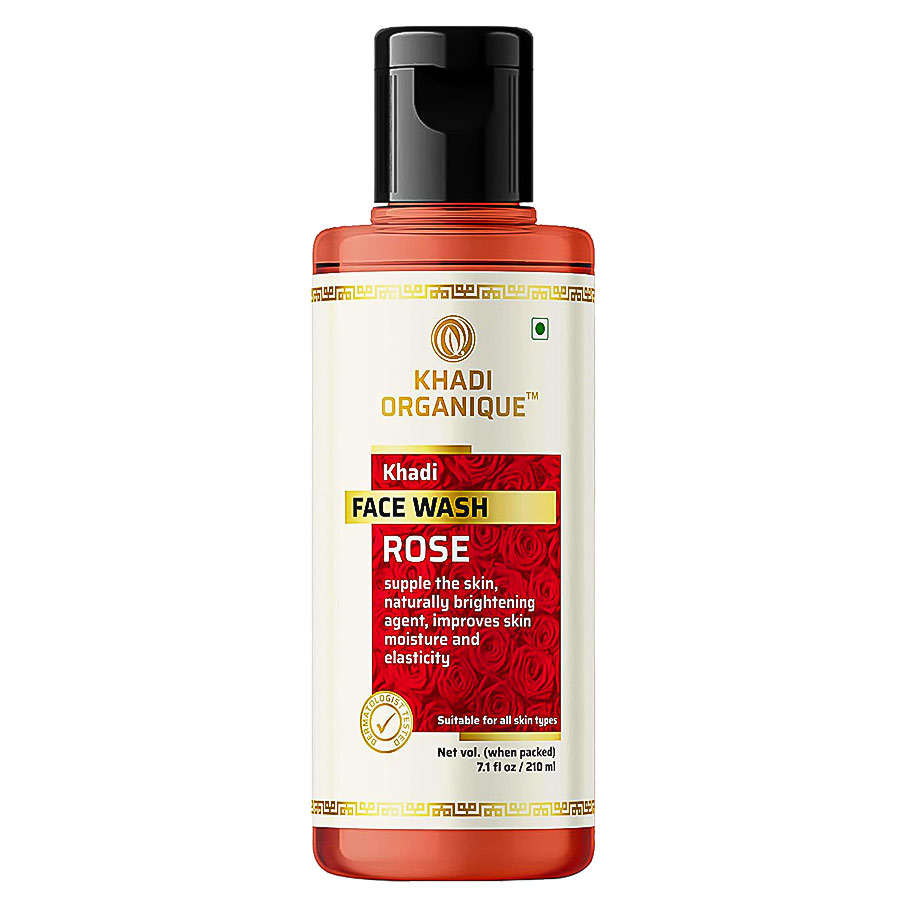 KHADI
ORGANIQUE™
Khadi
FACE WASH
ROSE
supple the skin,
naturally brightening
agent, improves skin
moisture and
elasticity
DERMATOLOGIST TESTED
Suitable for all skin types
Net vol. (when packed)
7.1 fl oz / 210 ml